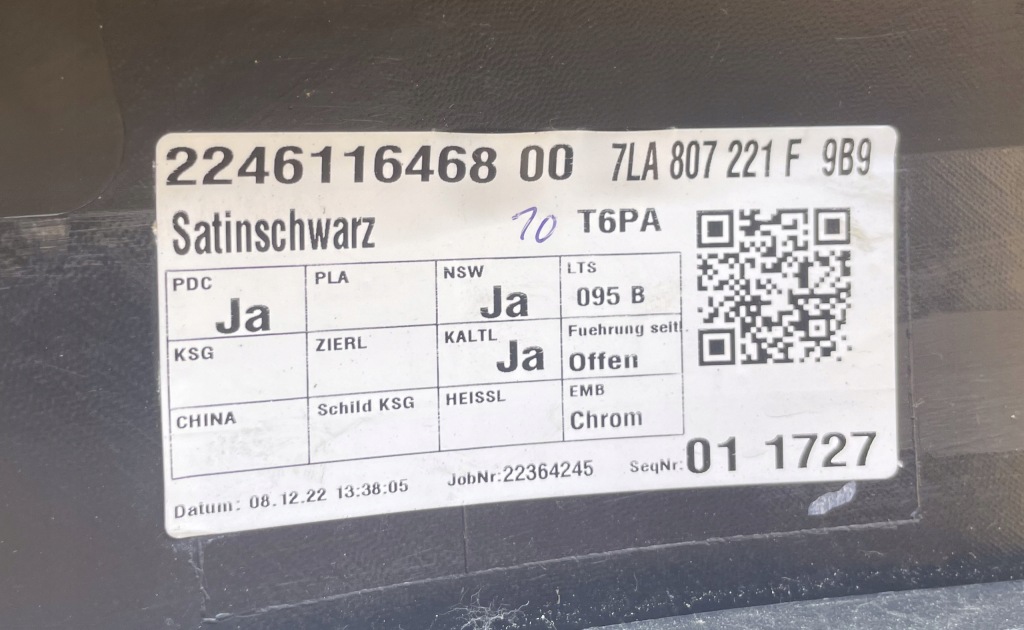 2246116468 00 7LA 807 221 F 9B9
Satinschwarz 10 T6PA
PDC Ja PLA NSW Ja LTS 095 B
KSG ZIERL KALTL Ja Fuehrung seitl Offen
CHINA Schild KSG HEISSL EMB Chrom
Datum: 08.12.22 13:38:05 JobNr:22364245 SeqNr: 01 1727